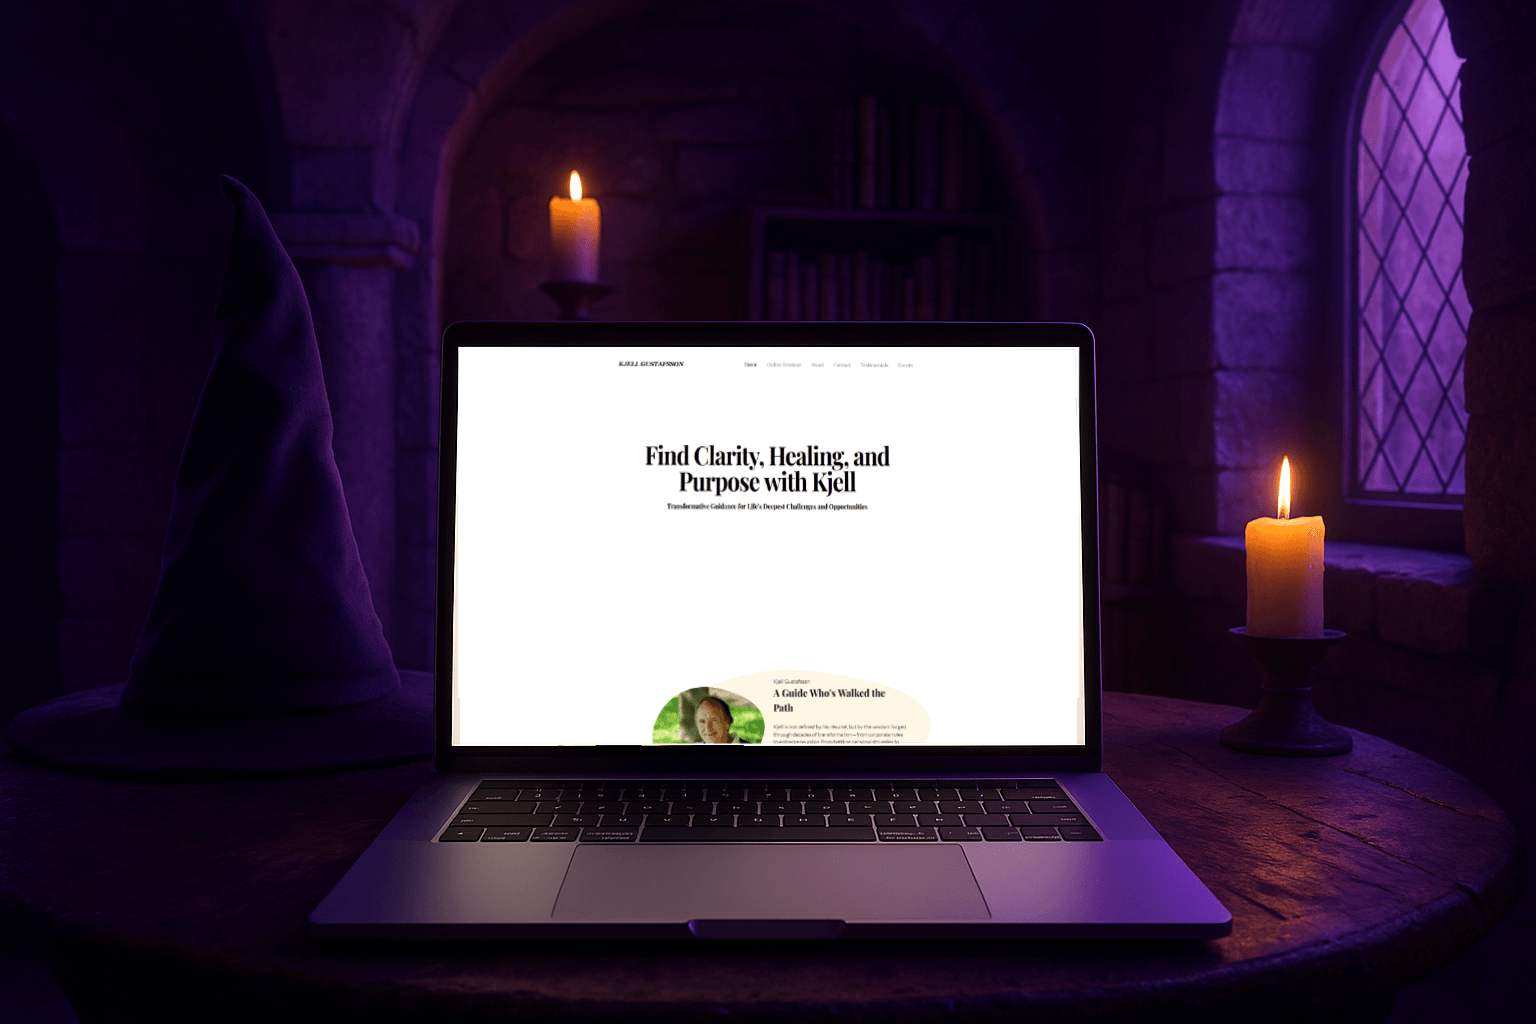 KJELL GUSTAFSSON
Home Online Sessions About Contact Testimonials Events
Find Clarity, Healing, and
Purpose with Kjell
Transformative Guidance for Life's Deepest Challenges and Opportunities
Kjell Gustafsson
A Guide Who's Walked the
Path
Kjell is not defined by his résumé, but by the wisdom forged
through decades of transformation—from corporate roles